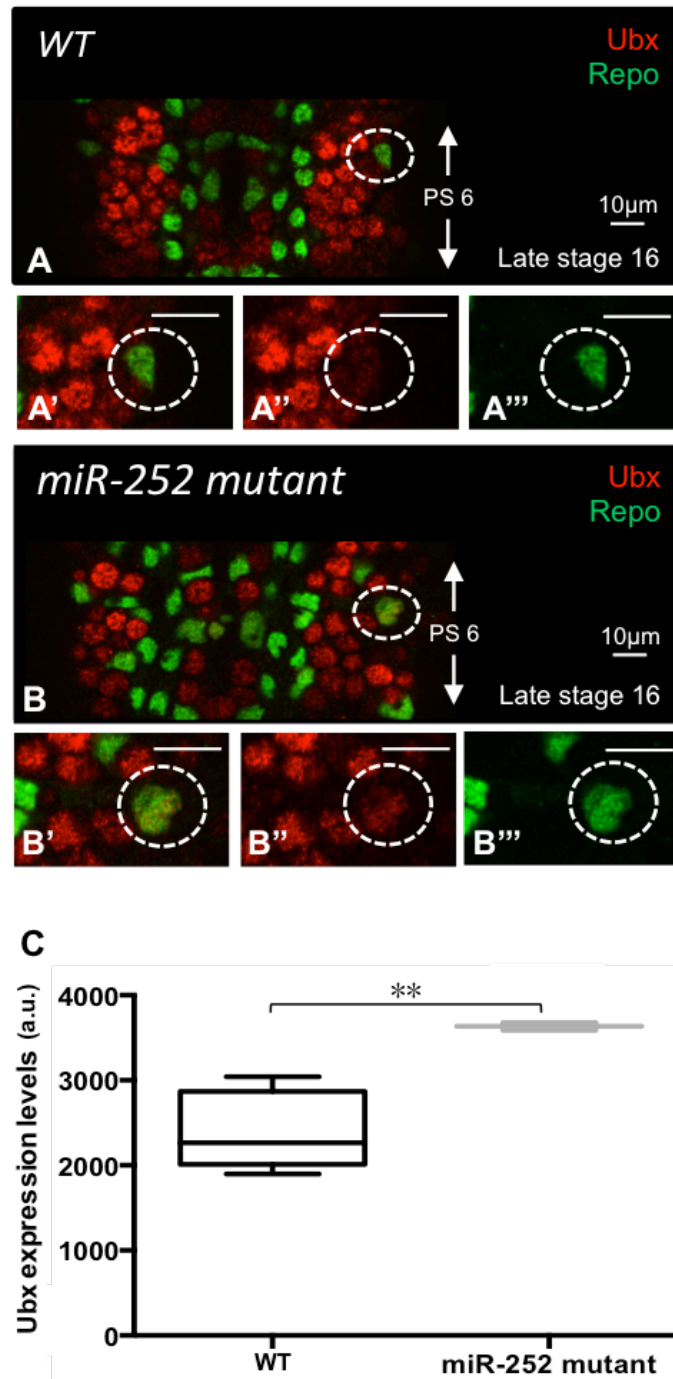 WT
Ubx
Repo
PS 6
10µm
A
Late stage 16
A'
A''
A'''
miR-252 mutant
Ubx
Repo
PS 6
10µm
B
Late stage 16
B'
B''
B'''
C
Ubx expression levels (a.u.)
**
4000
3000
2000
1000
0
WT
miR-252 mutant